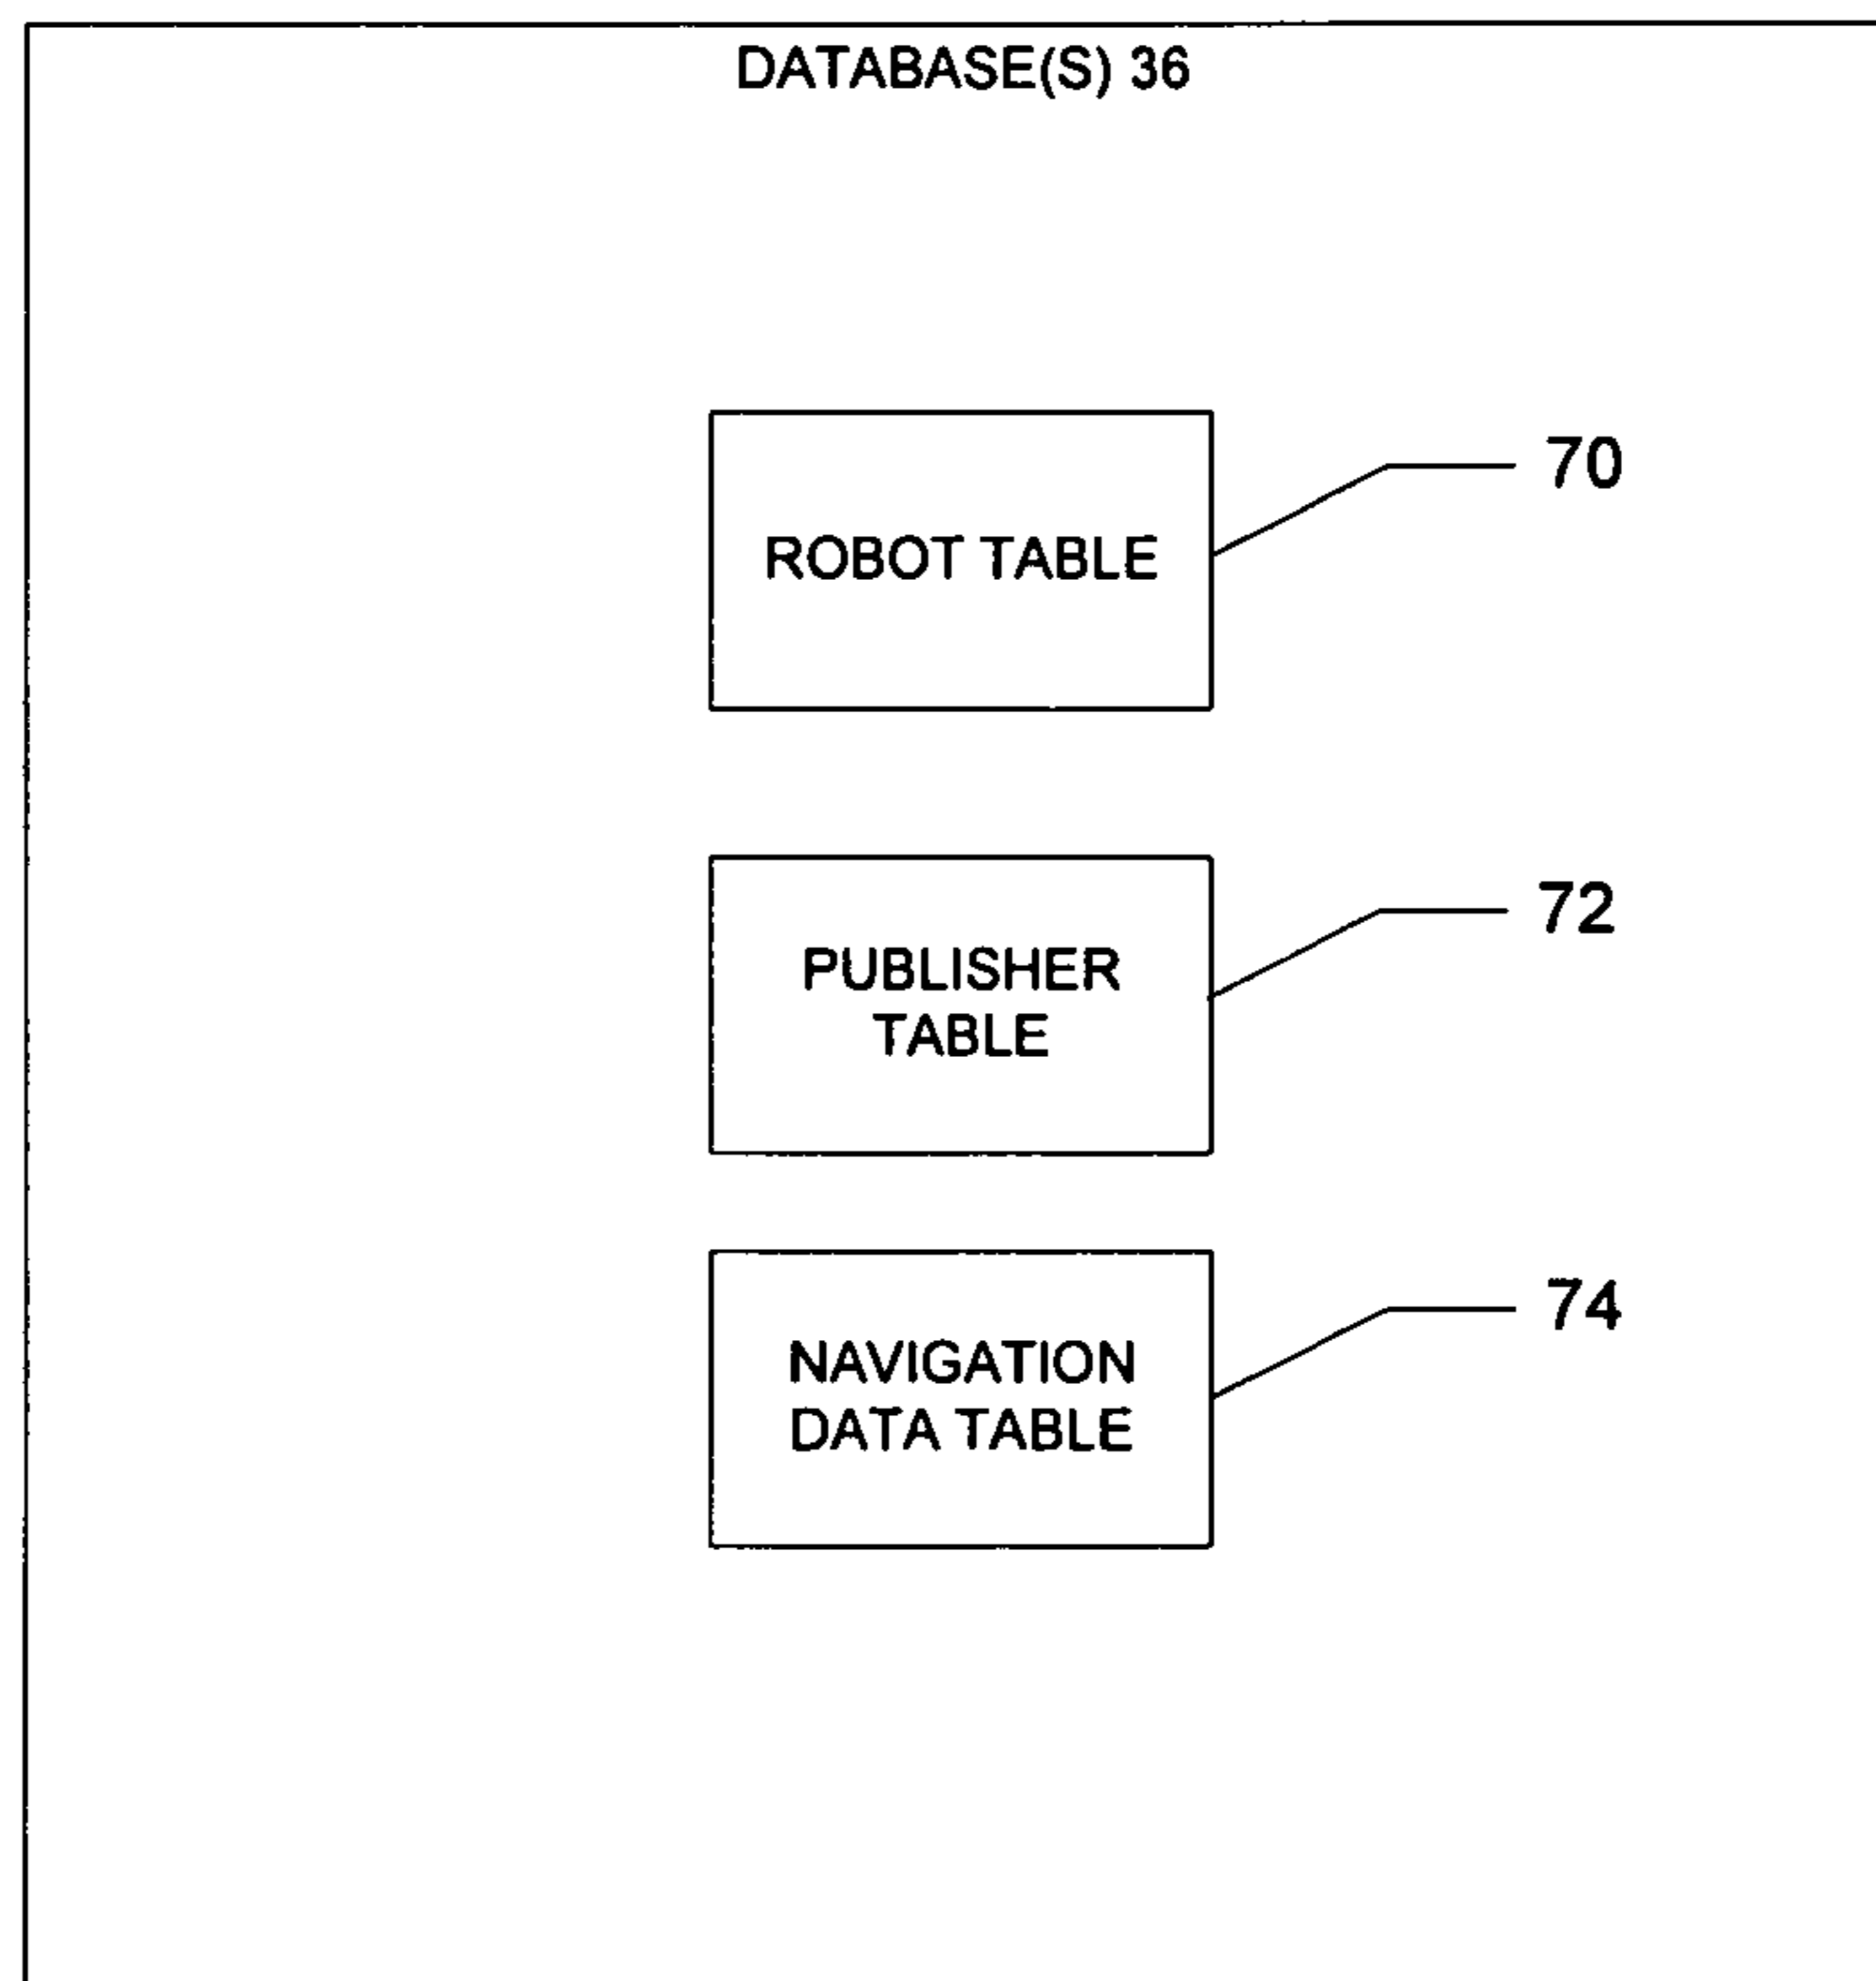 DATABASE(S) 36
70
ROBOT TABLE
72
PUBLISHER
TABLE
74
NAVIGATION
DATA TABLE